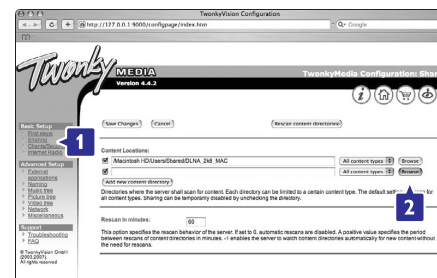 TwonkyVision Configuration
http://127.0.0.1:9000/configpage/index.htm
Google
Twonky
MEDIA
Version 4.4.2
TwonkyMedia Configuration: Shar
Basic Setup
First steps
Sharing
Internet Radio
1
Save Changes
Cancel
Rescan content directories
Content Locations:
/Macintosh HD/Users/Shared/DLNA_2k8_MAC
All content types
Browse
All content types
Browse
Add new content directory
2
Directories where the server shall scan for content. Each directory can be limited to a certain content type. The default
all content types. Sharing can be temporarily disabled by unchecking the directory.
Advanced Setup
External
applications
Naming
Music tree
Picture tree
Video tree
Network
Miscellaneous
Rescan in minutes:
60
This option specifies the rescan behavior of the server. If set to 0, automatic rescans are disabled. A positive value specifies the period
between rescans of content directories in minutes. -1 enables the server to watch content directories automatically for new content without
the need for rescans.
Support
Troubleshooting
FAQ
© TwonkyVision GmbH
(2003,2007).
All rights reserved